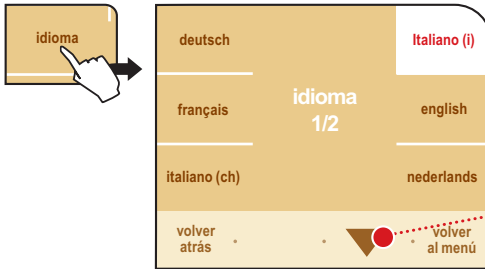 idioma
deutsch
Italiano (i)
français
idioma
1/2
english
italiano (ch)
nederlands
volver
atrás
volver
al menú